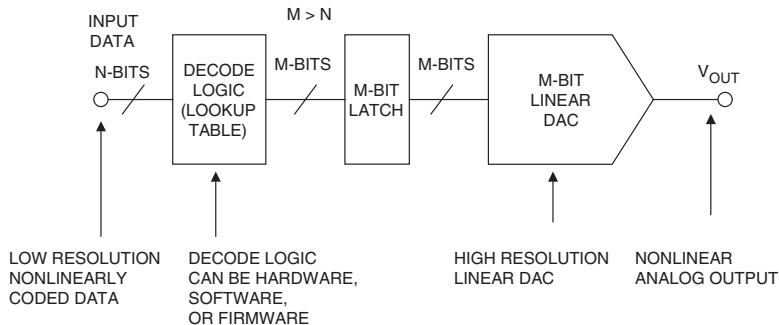 INPUT
DATA
M > N
N-BITS
DECODE
LOGIC
(LOOKUP
TABLE)
M-BITS
M-BIT
LATCH
M-BITS
M-BIT
LINEAR
DAC
VOUT
LOW RESOLUTION
NONLINEARLY
CODED DATA
DECODE LOGIC
CAN BE HARDWARE,
SOFTWARE,
OR FIRMWARE
HIGH RESOLUTION
LINEAR DAC
NONLINEAR
ANALOG OUTPUT